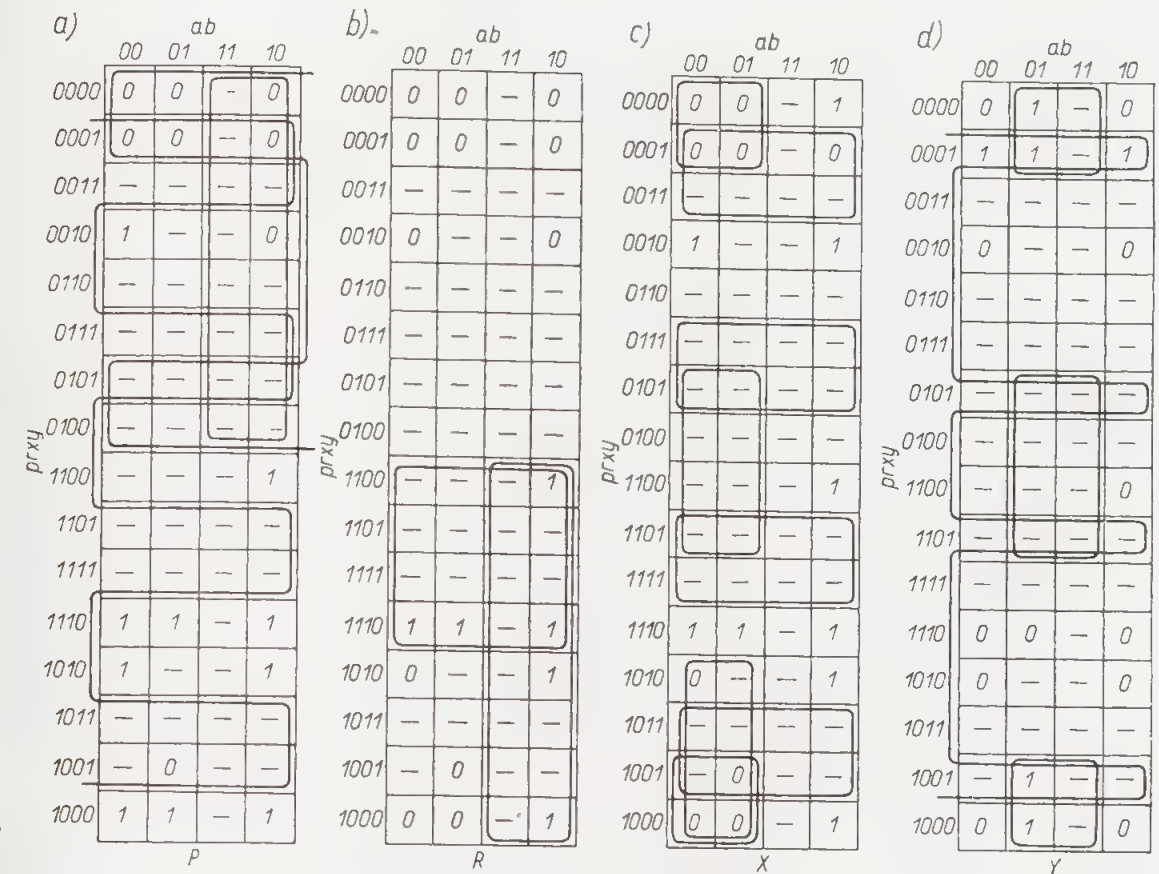 a)
ab
00 01 11 10
0000 0 0 - 0
0001 0 0 - 0
0011 - - - -
0010 1 - - 0
0110 - - - -
0111 - - - -
0101 - - - -
0100 - - - -
1100 - - - 1
1101 - - - -
1111 - - - -
1110 1 1 - 1
1010 1 - - 1
1011 - - - -
1001 - 0 - -
1000 1 1 - 1
prxy
P
b)
ab
00 01 11 10
0000 0 0 - 0
0001 0 0 - 0
0011 - - - -
0010 0 - - 0
0110 - - - -
0111 - - - -
0101 - - - -
0100 - - - -
1100 - - - 1
1101 - - - -
1111 - - - -
1110 1 1 - 1
1010 0 - - 1
1011 - - - -
1001 - 0 - -
1000 0 0 - 1
prxy
R
c)
ab
00 01 11 10
0000 0 0 - 1
0001 0 0 - 0
0011 - - - -
0010 1 - - 1
0110 - - - -
0111 - - - -
0101 - - - -
0100 - - - -
1100 - - - 1
1101 - - - -
1111 - - - -
1110 1 1 - 1
1010 0 - - 1
1011 - - - -
1001 - 0 - -
1000 0 0 - 1
prxy
X
d)
ab
00 01 11 10
0000 0 1 - 0
0001 1 1 - 1
0011 - - - -
0010 0 - - 0
0110 - - - -
0111 - - - -
0101 - - - -
0100 - - - -
1100 - - - 0
1101 - - - -
1111 - - - -
1110 0 0 - 0
1010 0 - - 0
1011 - - - -
1001 - 1 - -
1000 0 1 - 0
prxy
Y